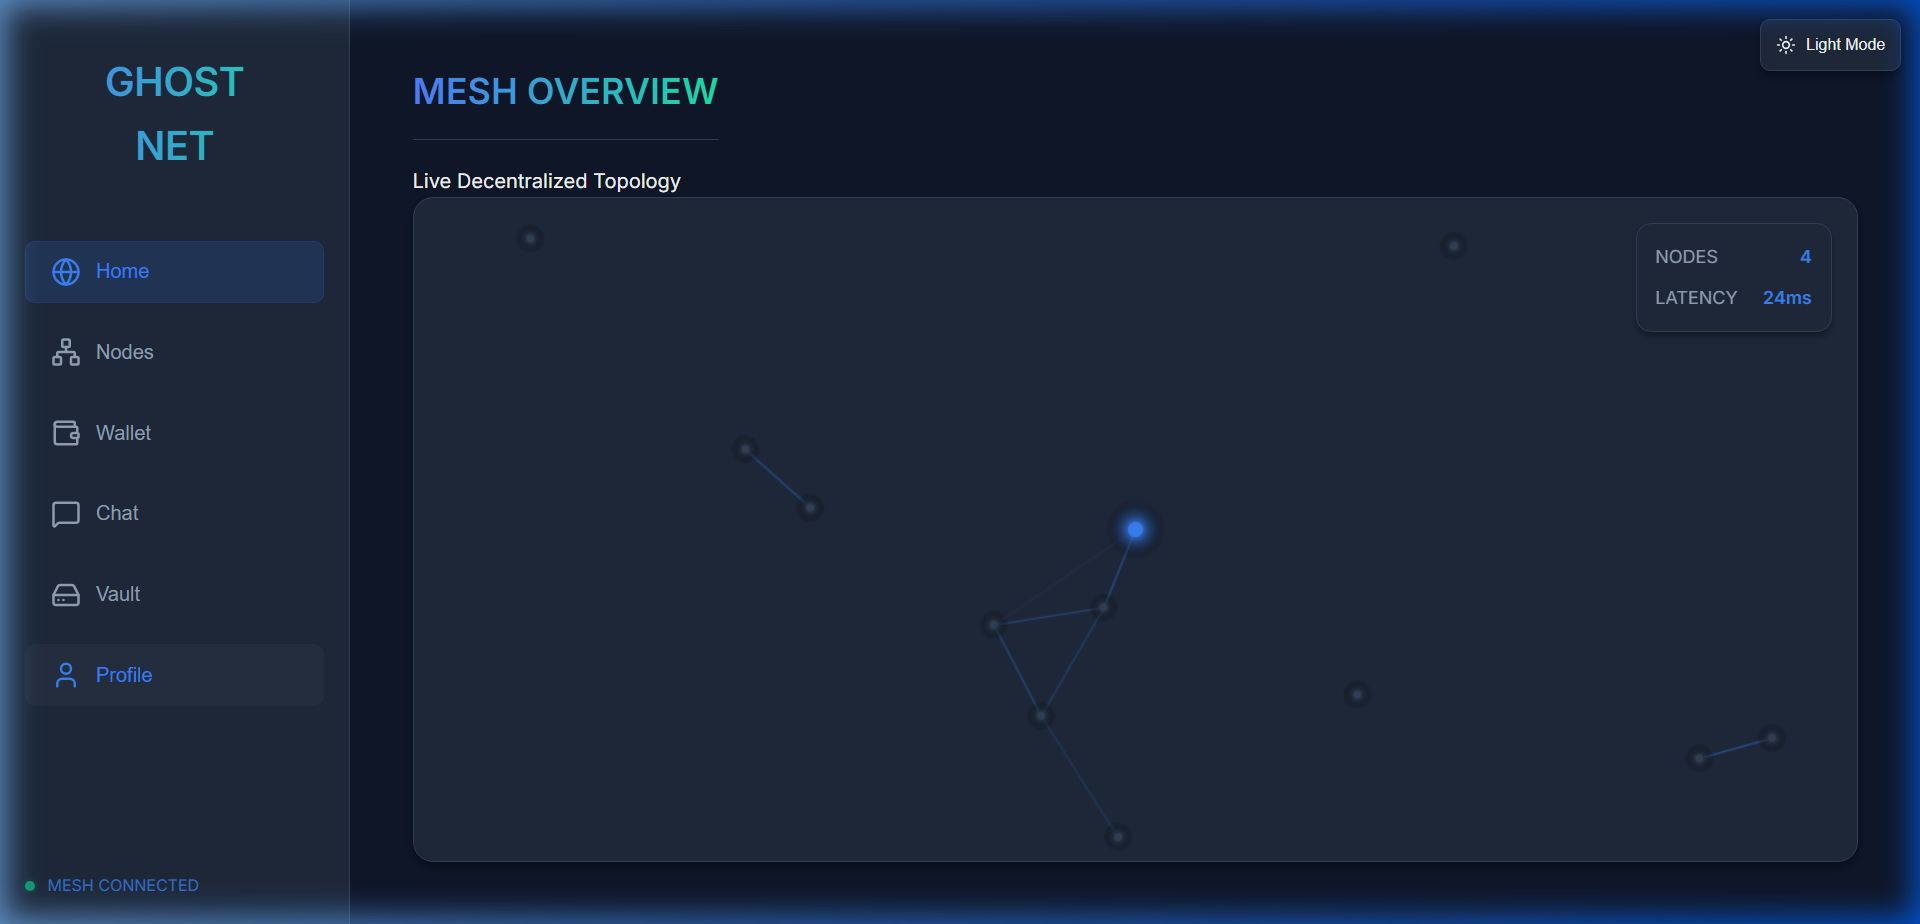 GHOST
NET
Home
Nodes
Wallet
Chat
Vault
Profile
MESH CONNECTED
Light Mode
MESH OVERVIEW
Live Decentralized Topology
NODES 4
LATENCY 24ms